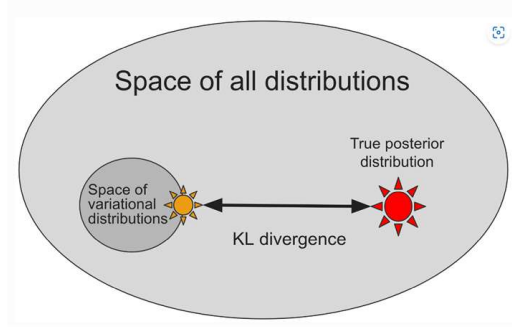 Space of all distributions
True posterior
distribution
Space of
variational
distributions
KL divergence